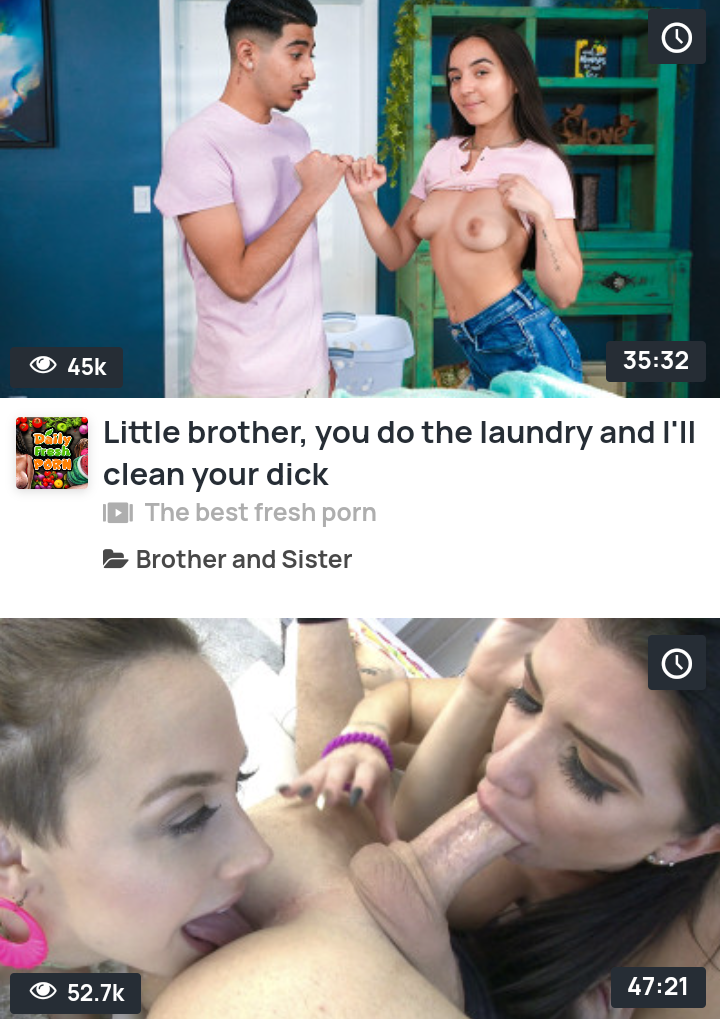 45k
35:32
Daily
Fresh
PORN
Little brother, you do the laundry and I'll
clean your dick
The best fresh porn
Brother and Sister
52.7k
47:21